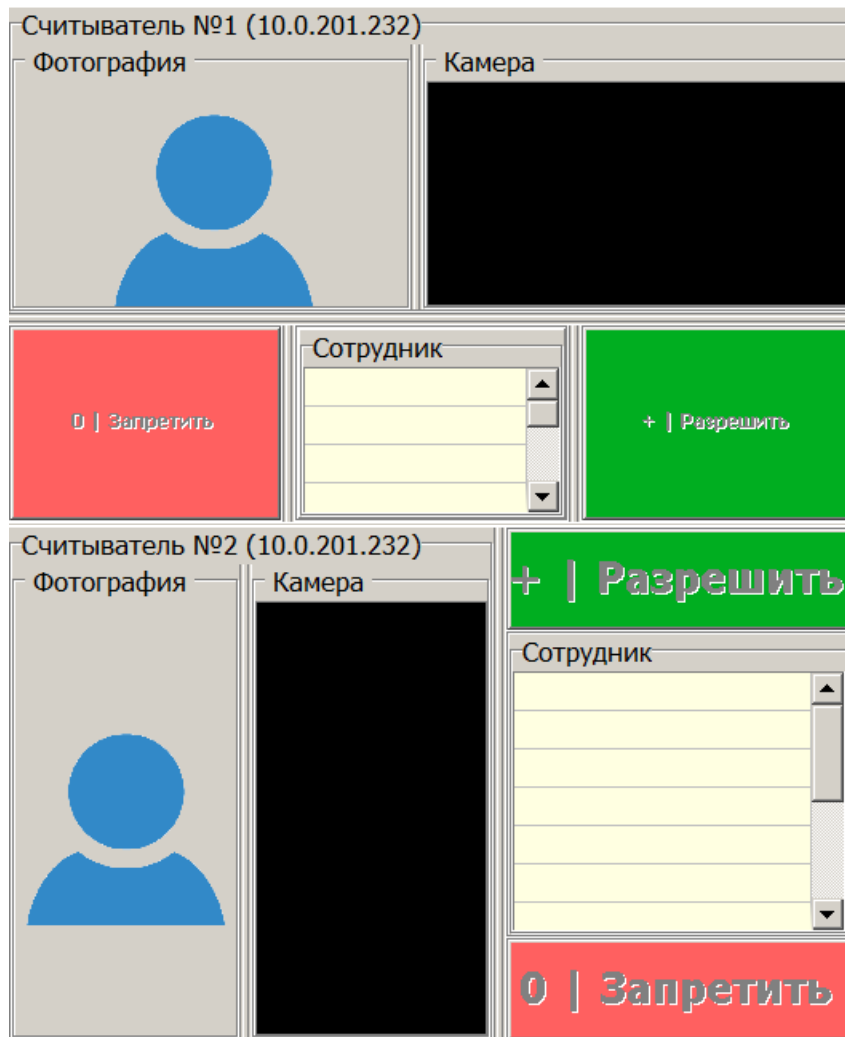 Считыватель №1 (10.0.201.232)
Фотография
Камера
0 | Запретить
Сотрудник
+ | Разрешить
Считыватель №2 (10.0.201.232)
Фотография
Камера
+ | Разрешить
Сотрудник
0 | Запретить